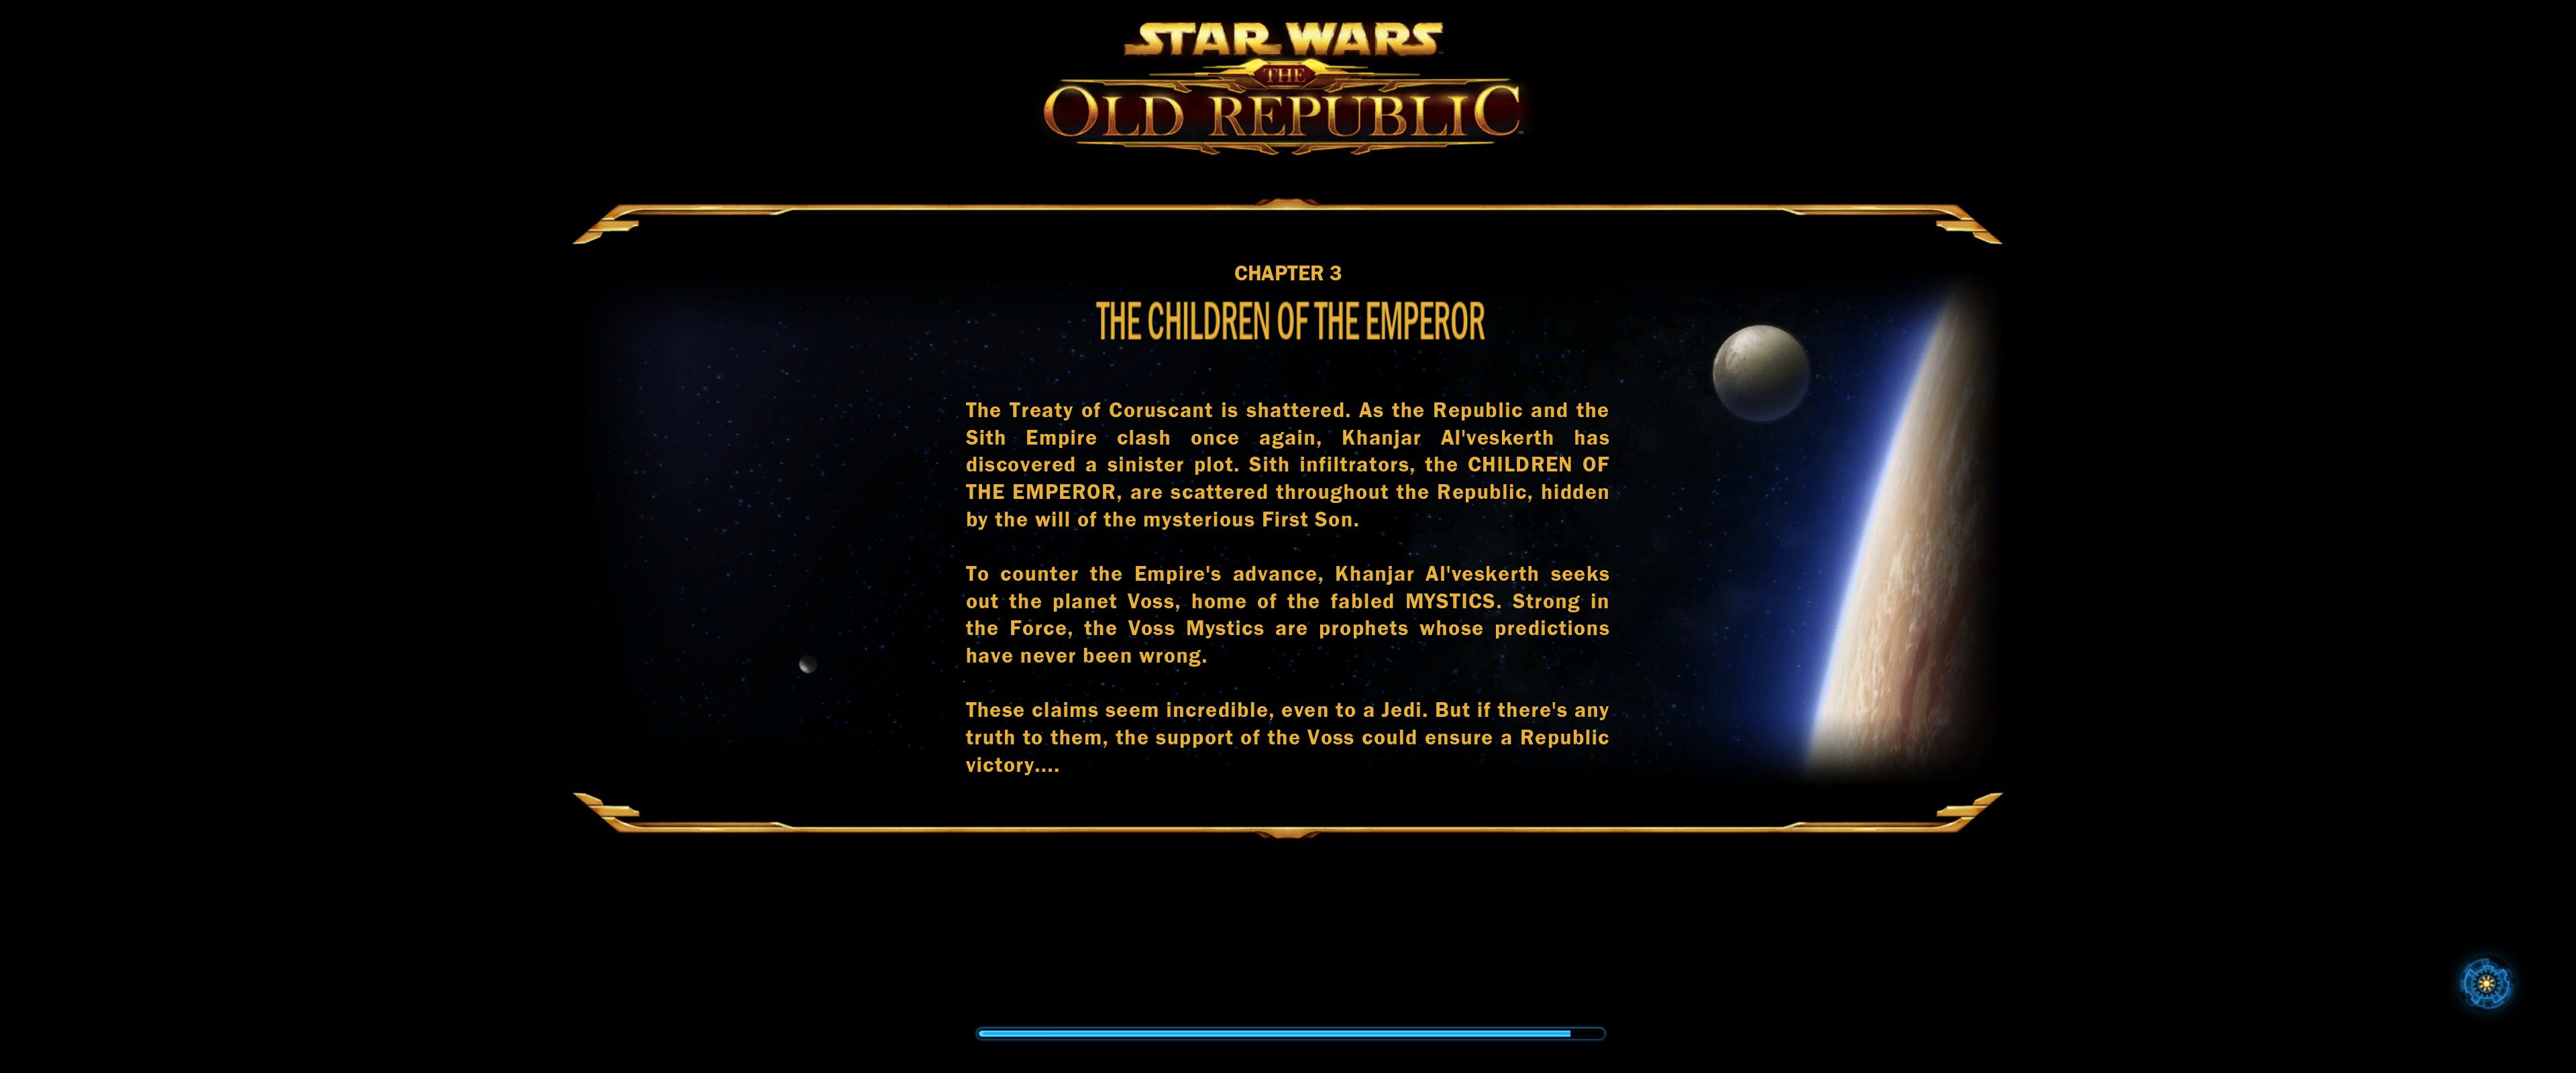 STAR WARS
THE
OLD REPUBLIC
CHAPTER 3
THE CHILDREN OF THE EMPEROR
The Treaty of Coruscant is shattered. As the Republic and the
Sith Empire clash once again, Khanjar Al'veskerth has
discovered a sinister plot. Sith infiltrators, the CHILDREN OF
THE EMPEROR, are scattered throughout the Republic, hidden
by the will of the mysterious First Son.
To counter the Empire's advance, Khanjar Al'veskerth seeks
out the planet Voss, home of the fabled MYSTICS. Strong in
the Force, the Voss Mystics are prophets whose predictions
have never been wrong.
These claims seem incredible, even to a Jedi. But if there's any
truth to them, the support of the Voss could ensure a Republic
victory....